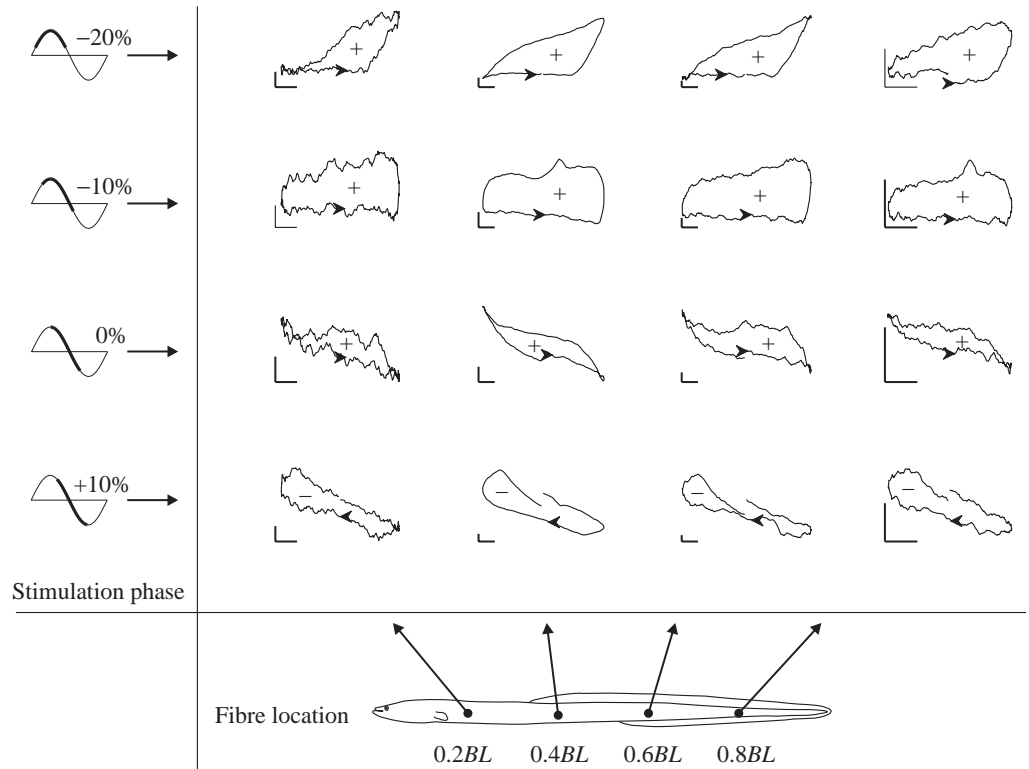 −20%
+ + + +
−10%
+ + + +
0%
+ + + +
+10%
− − − −
Stimulation phase
Fibre location
0.2BL 0.4BL 0.6BL 0.8BL